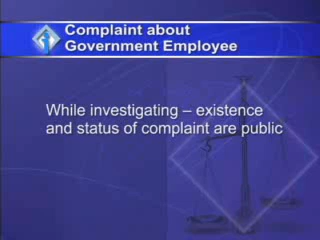 Complaint about
Government Employee
While investigating – existence
and status of complaint are public